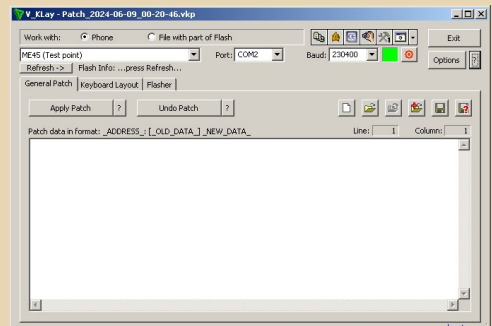 V_KLay - Patch_2024-06-09_00-20-46.vkp
Work with: Phone File with part of Flash Exit
ME45 (Test point) Port: COM2 Baud: 230400 Options ?
Refresh -> Flash Info: ...press Refresh...
General Patch Keyboard Layout Flasher
Apply Patch ? Undo Patch ?
Patch data in format: _ADDRESS_: [_OLD_DATA_] _NEW_DATA_ Line: 1 Column: 1